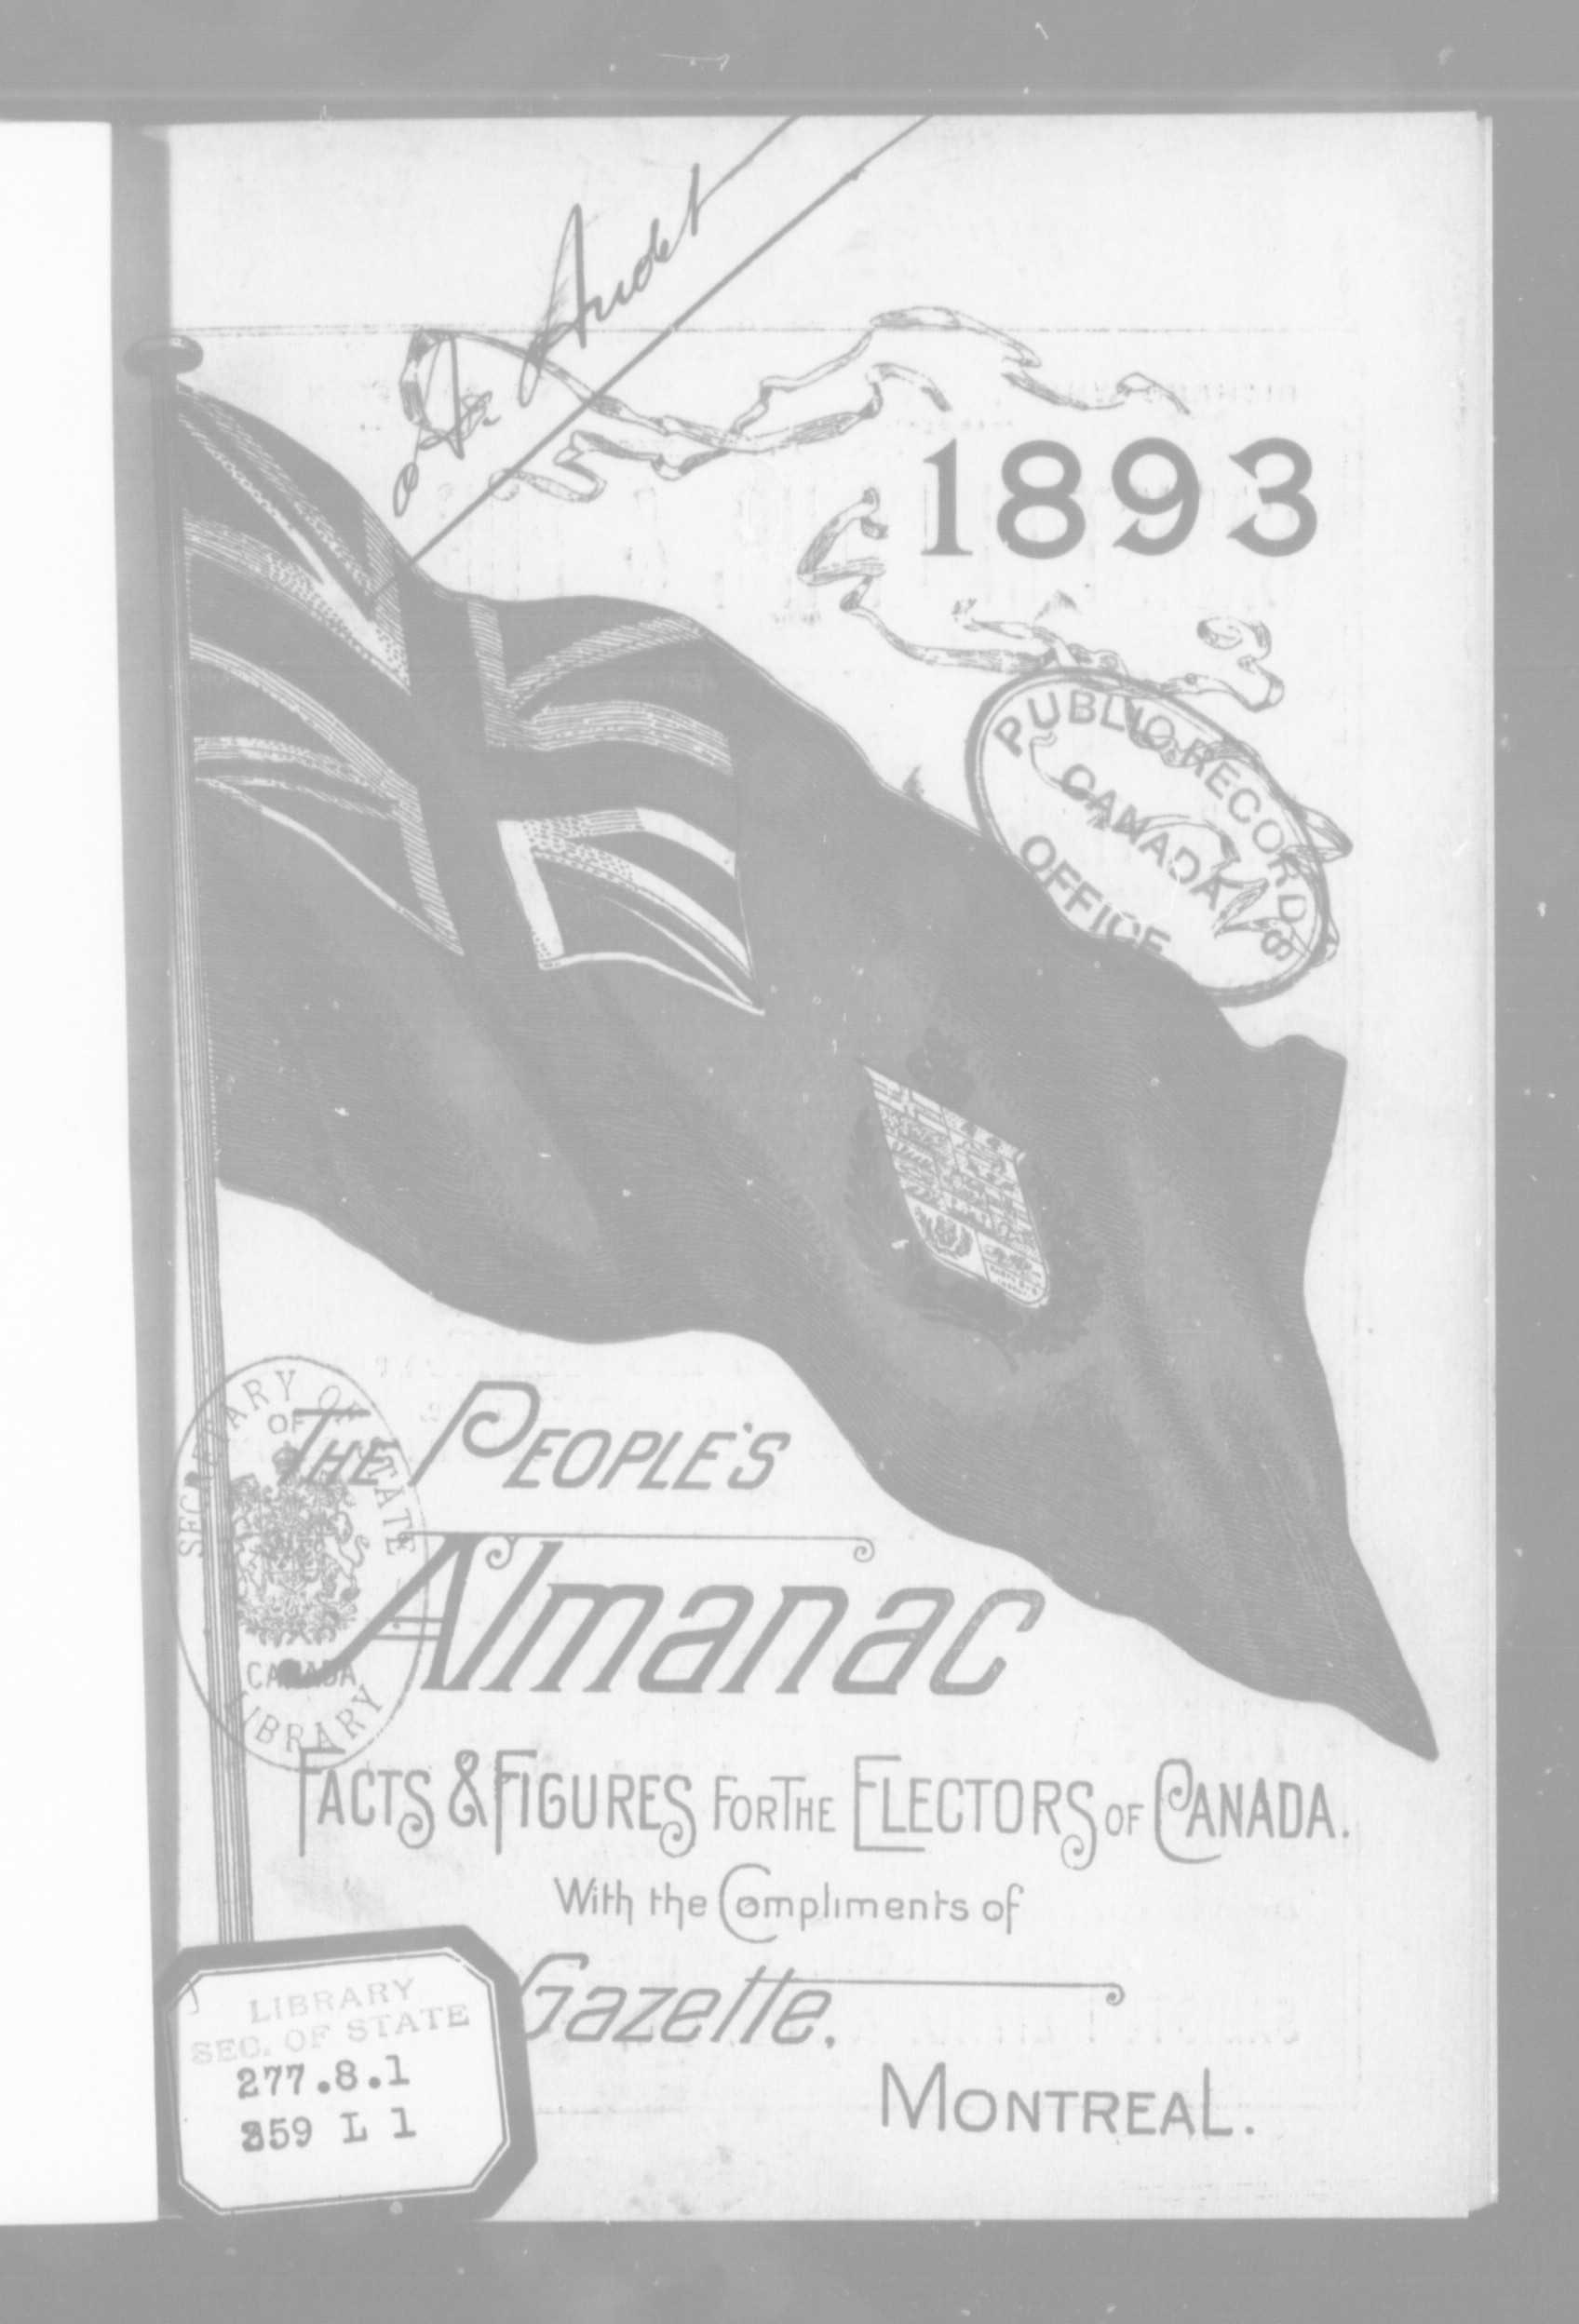 Audet
1893
PUBLIC RECORDS
CANADA
OFFICE
SECRETARY OF STATE
OF
CANADA
LIBRARY
THE PEOPLE'S
Almanac
FACTS & FIGURES FOR THE ELECTORS OF CANADA.
With the Compliments of
Gazette,
MONTREAL.
LIBRARY
SEC. OF STATE
277.8.1
359 L 1